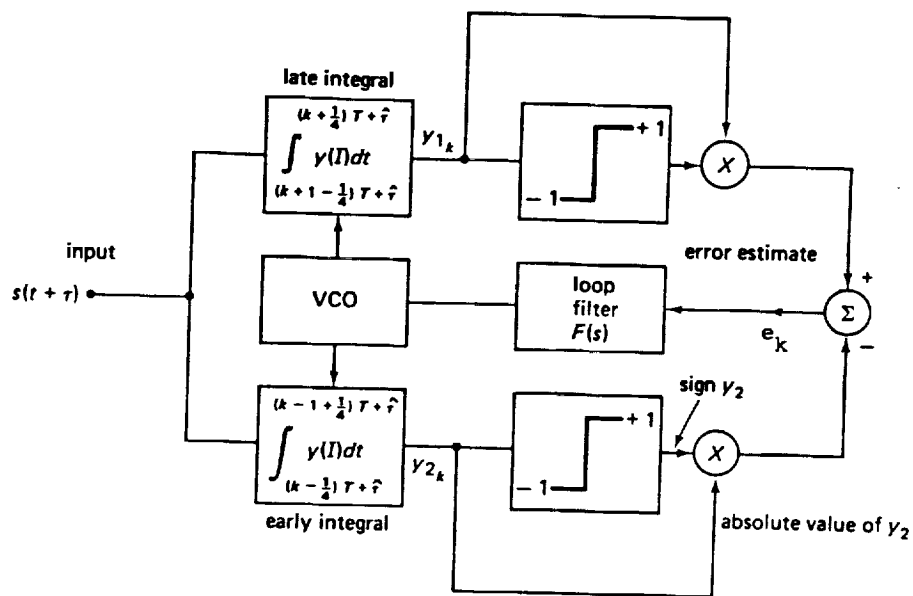 late integral
(k + 1/4) T + τ̂
∫ y(I)dt
(k + 1 − 1/4) T + τ̂
y1k
+ 1
− 1
X
input
s(t + τ)
VCO
loop
filter
F(s)
error estimate
+
Σ
−
ek
(k − 1 + 1/4) T + τ̂
∫ y(I)dt
(k − 1/4) T + τ̂
early integral
y2k
+ 1
− 1
sign y2
X
absolute value of y2